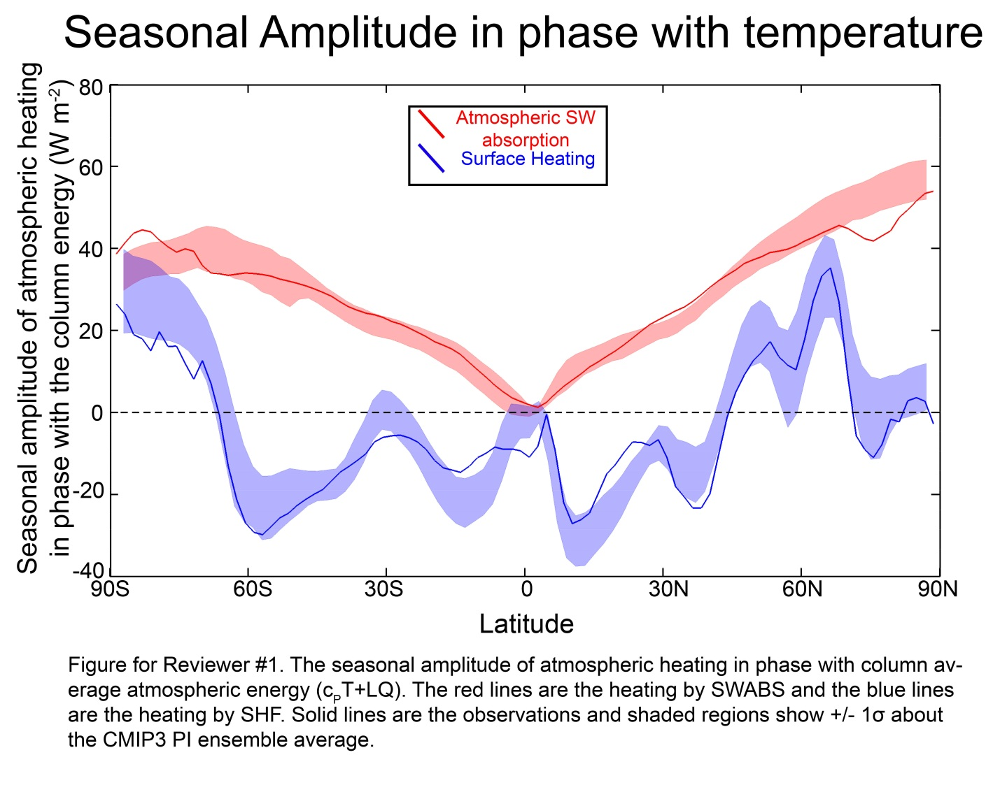 Seasonal Amplitude in phase with temperature
Seasonal amplitude of atmospheric heating
in phase with the column energy (W m-2)
80
60
40
20
0
-20
-40
Atmospheric SW
absorption
Surface Heating
90S
60S
30S
0
30N
60N
90N
Latitude
Figure for Reviewer #1. The seasonal amplitude of atmospheric heating in phase with column av-
erage atmospheric energy (cPT+LQ). The red lines are the heating by SWABS and the blue lines
are the heating by SHF. Solid lines are the observations and shaded regions show +/- 1σ about
the CMIP3 PI ensemble average.